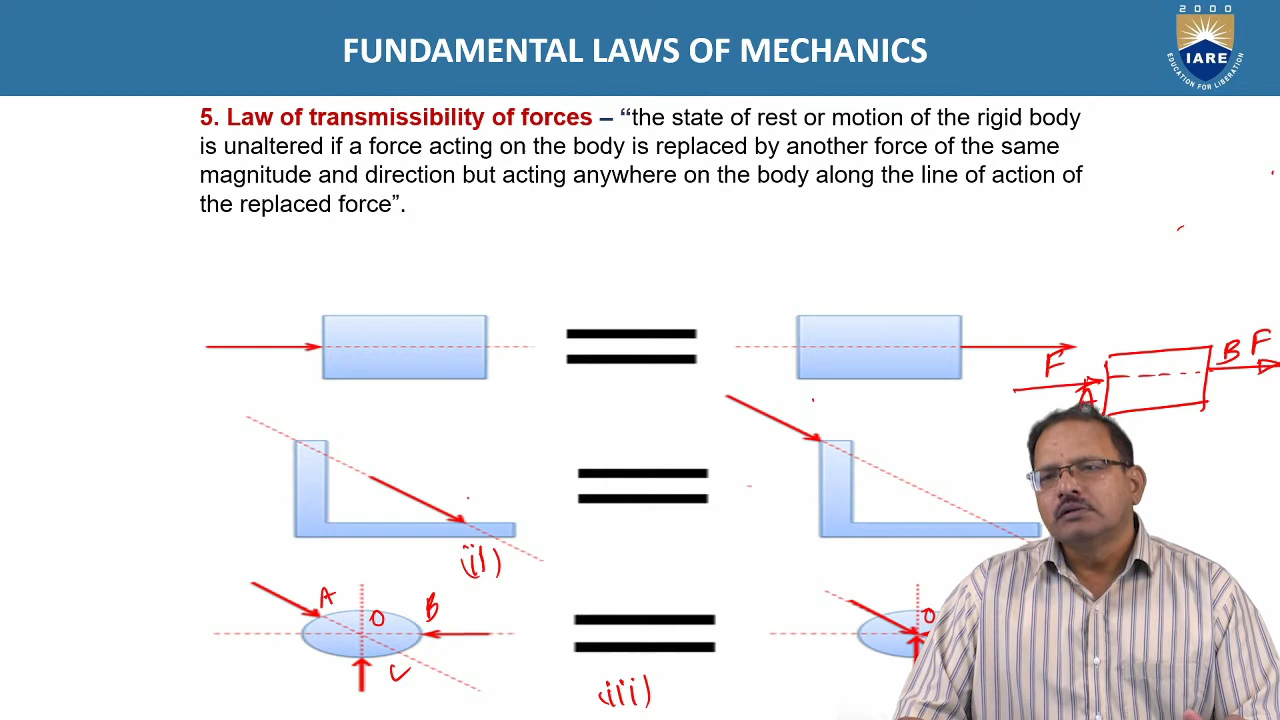 2000
IARE
EDUCATION FOR LIBERATION
FUNDAMENTAL LAWS OF MECHANICS
5. Law of transmissibility of forces – “the state of rest or motion of the rigid body
is unaltered if a force acting on the body is replaced by another force of the same
magnitude and direction but acting anywhere on the body along the line of action of
the replaced force”.
F
A
B F
(ii)
A
O
B
C
O
(iii)